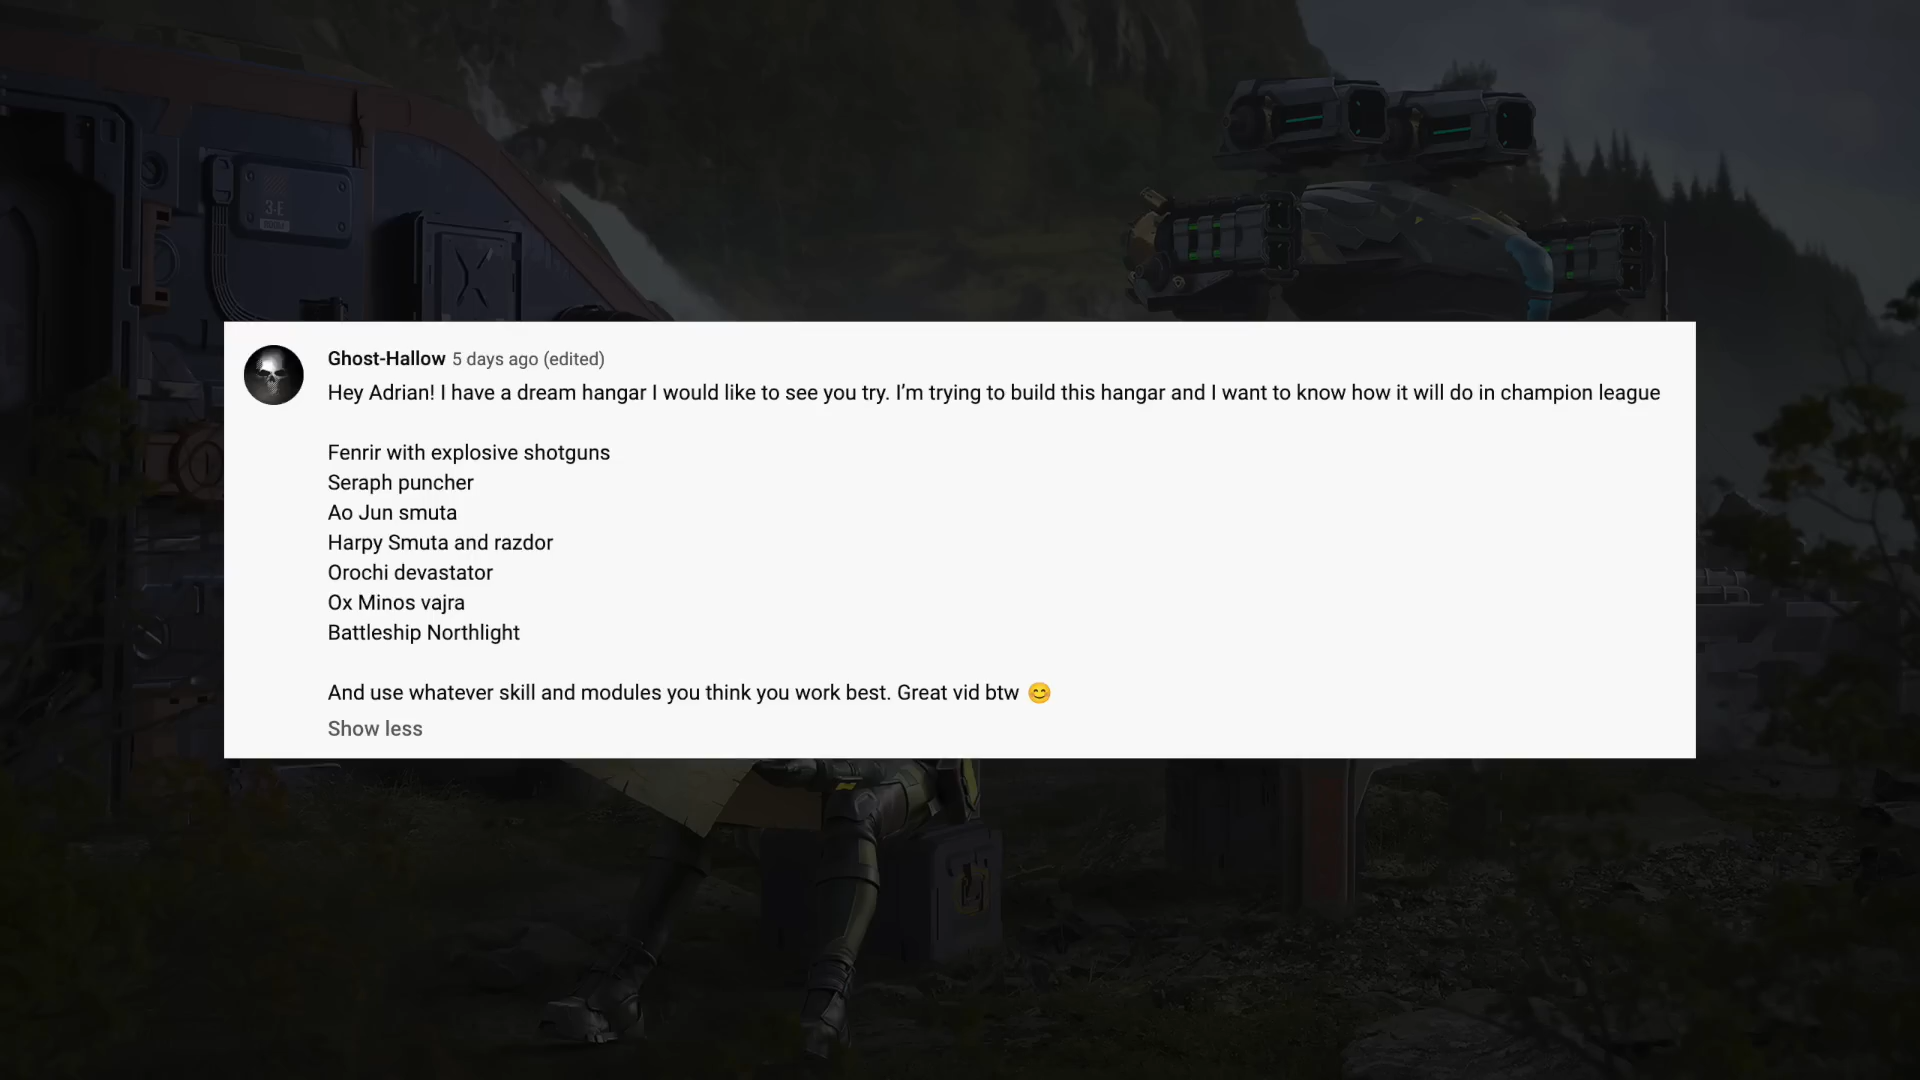 3-E
Ghost-Hallow 5 days ago (edited)
Hey Adrian! I have a dream hangar I would like to see you try. I’m trying to build this hangar and I want to know how it will do in champion league
Fenrir with explosive shotguns
Seraph puncher
Ao Jun smuta
Harpy Smuta and razdor
Orochi devastator
Ox Minos vajra
Battleship Northlight
And use whatever skill and modules you think you work best. Great vid btw 😊
Show less